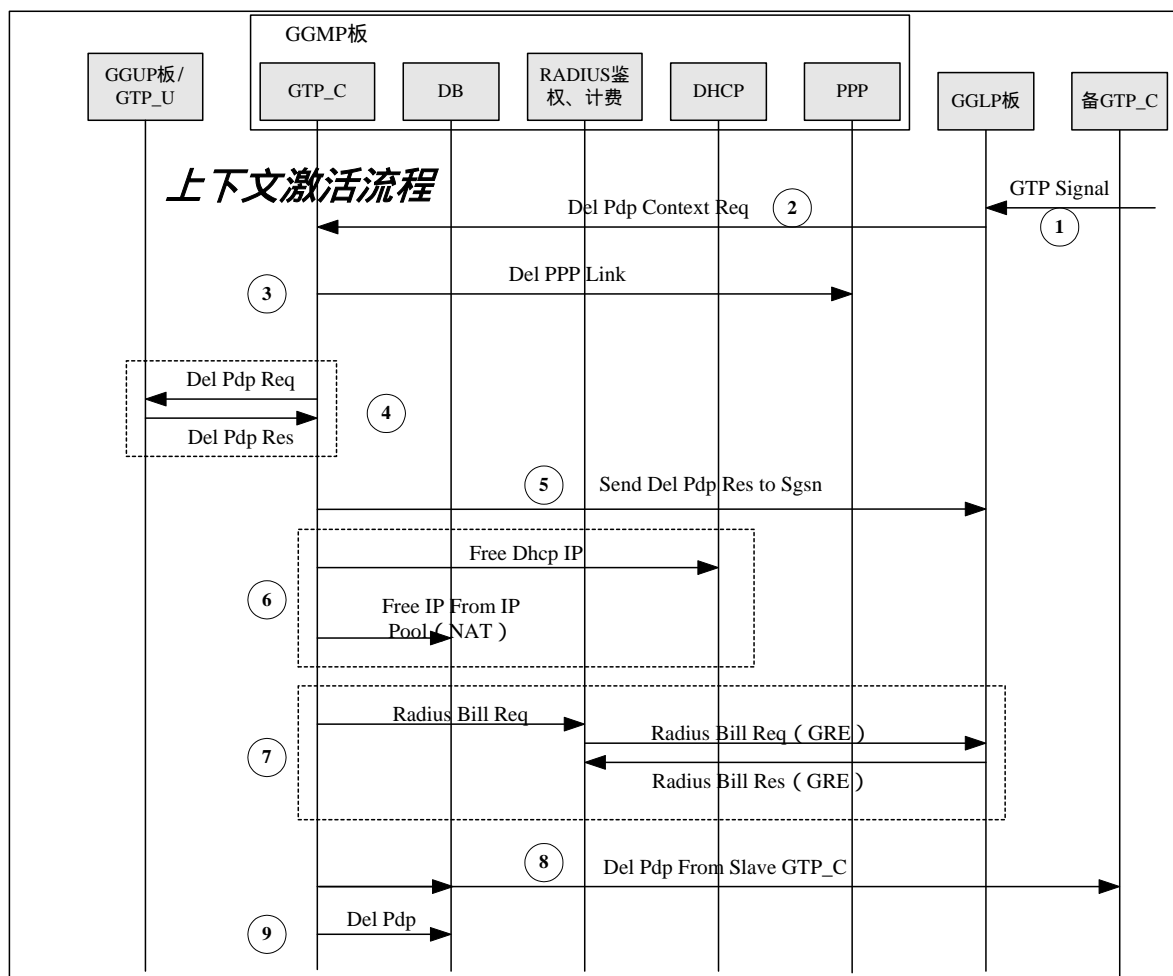 GGMP板
GGUP板/
GTP_U
GTP_C
DB
RADIUS鉴
权、计费
DHCP
PPP
GGLP板
备GTP_C
上下文激活流程
GTP Signal
1
Del Pdp Context Req
2
3
Del PPP Link
Del Pdp Req
4
Del Pdp Res
5
Send Del Pdp Res to Sgsn
Free Dhcp IP
6
Free IP From IP
Pool（NAT）
Radius Bill Req
Radius Bill Req（GRE）
7
Radius Bill Res（GRE）
8
Del Pdp From Slave GTP_C
Del Pdp
9